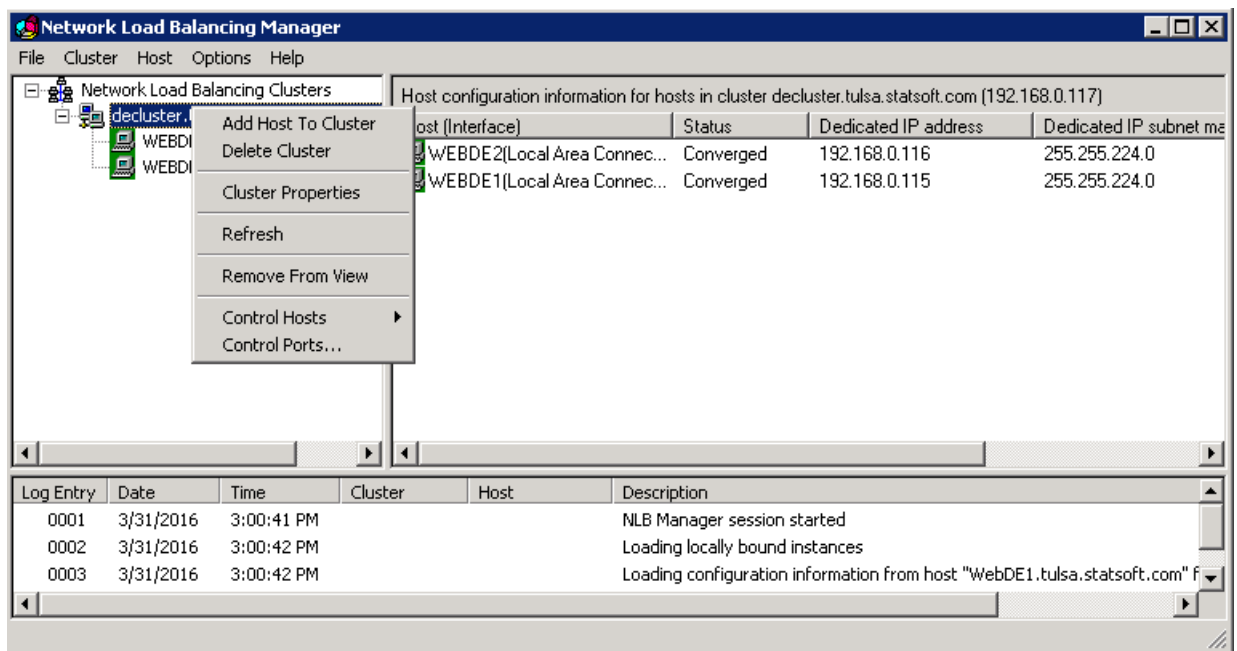 Network Load Balancing Manager
File Cluster Host Options Help
Network Load Balancing Clusters
decluster.
WEBDE
WEBDE
Add Host To Cluster
Delete Cluster
Cluster Properties
Refresh
Remove From View
Control Hosts
Control Ports...
Host configuration information for hosts in cluster decluster.tulsa.statsoft.com (192.168.0.117)
ost (Interface) Status Dedicated IP address Dedicated IP subnet ma
WEBDE2(Local Area Connec... Converged 192.168.0.116 255.255.224.0
WEBDE1(Local Area Connec... Converged 192.168.0.115 255.255.224.0
Log Entry Date Time Cluster Host Description
0001 3/31/2016 3:00:41 PM NLB Manager session started
0002 3/31/2016 3:00:42 PM Loading locally bound instances
0003 3/31/2016 3:00:42 PM Loading configuration information from host "WebDE1.tulsa.statsoft.com" f